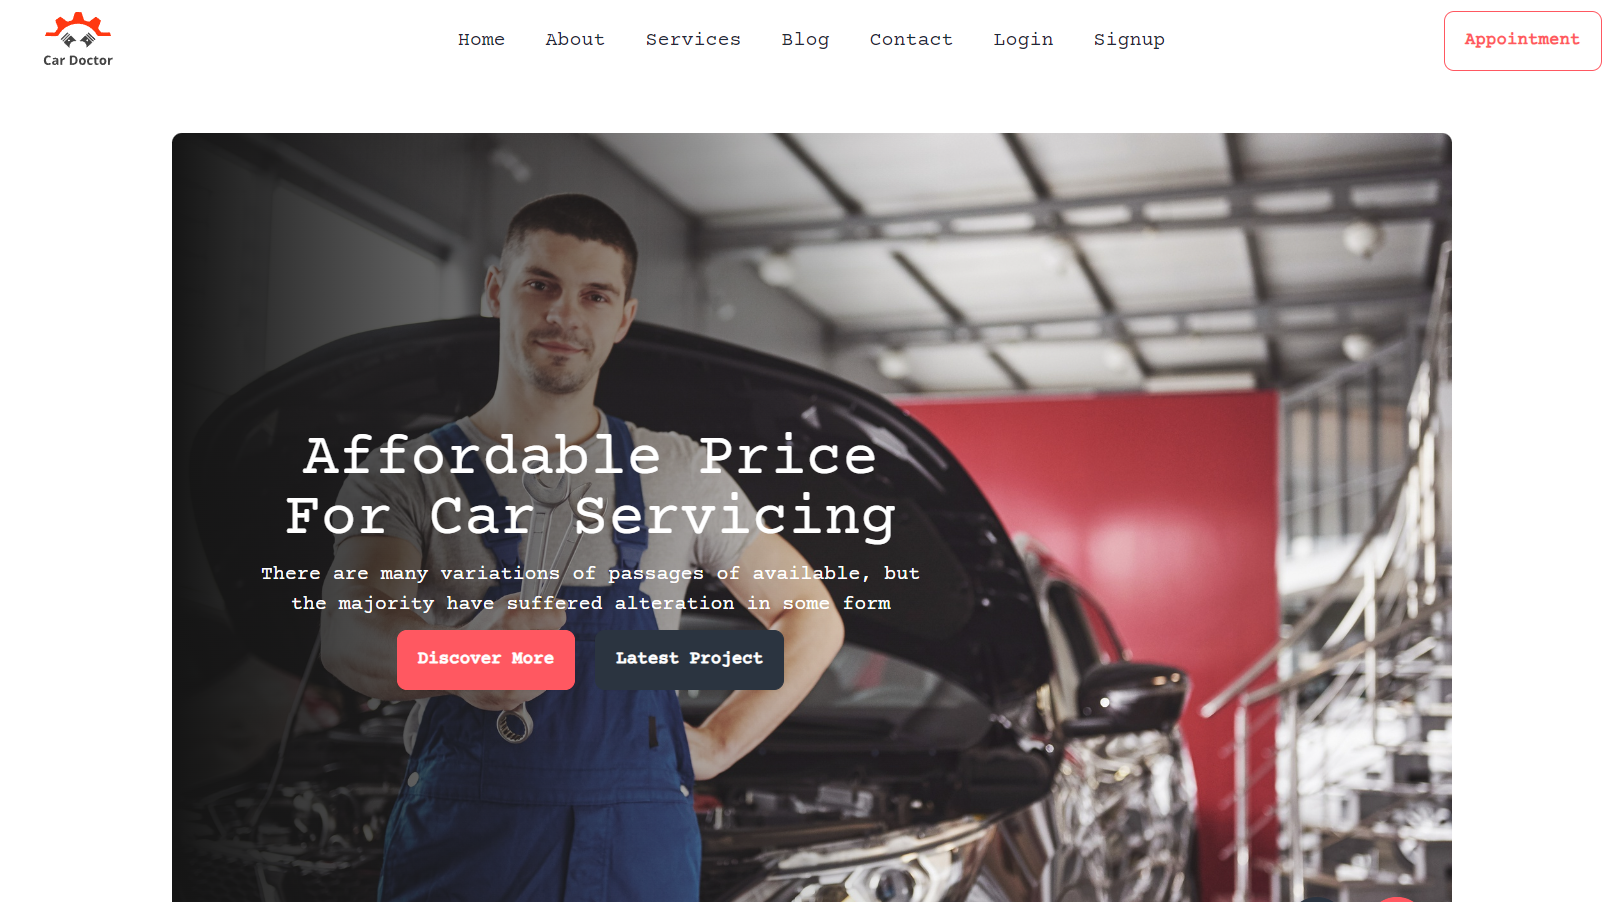 Car Doctor
Home About Services Blog Contact Login Signup
Appointment
Affordable Price
For Car Servicing
There are many variations of passages of available, but
the majority have suffered alteration in some form
Discover More Latest Project